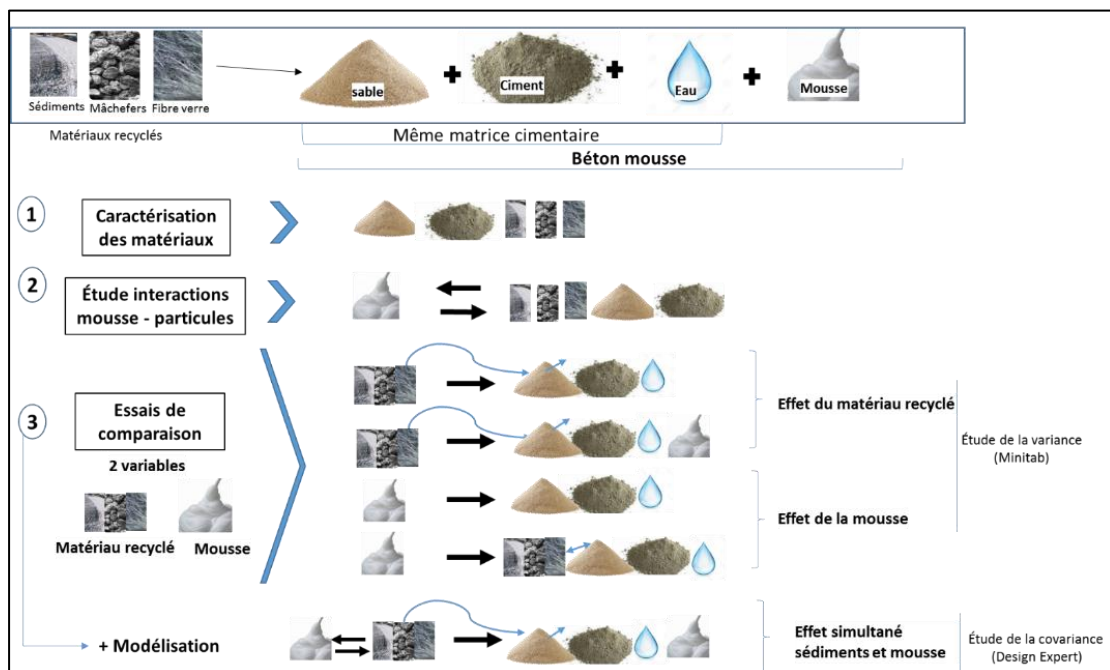 sable
Ciment
Eau
Mousse
Sédiments
Mâchefers
Fibre verre
Matériaux recyclés
Même matrice cimentaire
Béton mousse
1
Caractérisation
des matériaux
2
Étude interactions
mousse - particules
3
Essais de
comparaison
2 variables
Matériau recyclé
Mousse
Effet du matériau recyclé
Effet de la mousse
Étude de la variance
(Minitab)
+ Modélisation
Effet simultané
sédiments et mousse
Étude de la covariance
(Design Expert)